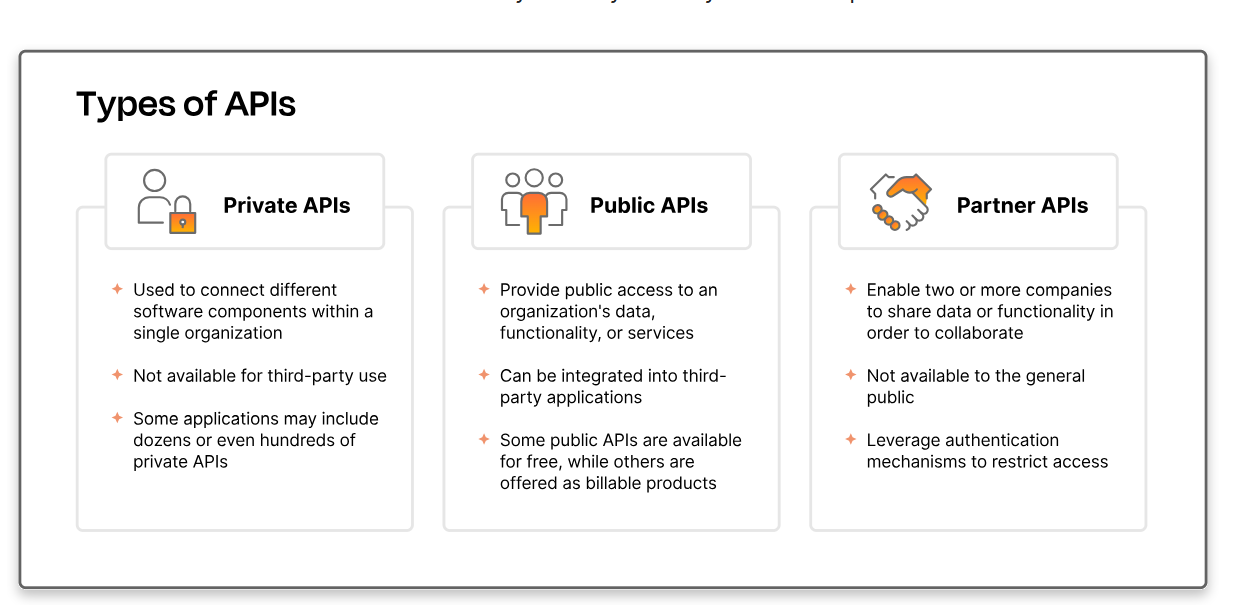 Types of APIs
Private APIs
Used to connect different
software components within a
single organization
Not available for third-party use
Some applications may include
dozens or even hundreds of
private APIs
Public APIs
Provide public access to an
organization's data,
functionality, or services
Can be integrated into third-
party applications
Some public APIs are available
for free, while others are
offered as billable products
Partner APIs
Enable two or more companies
to share data or functionality in
order to collaborate
Not available to the general
public
Leverage authentication
mechanisms to restrict access